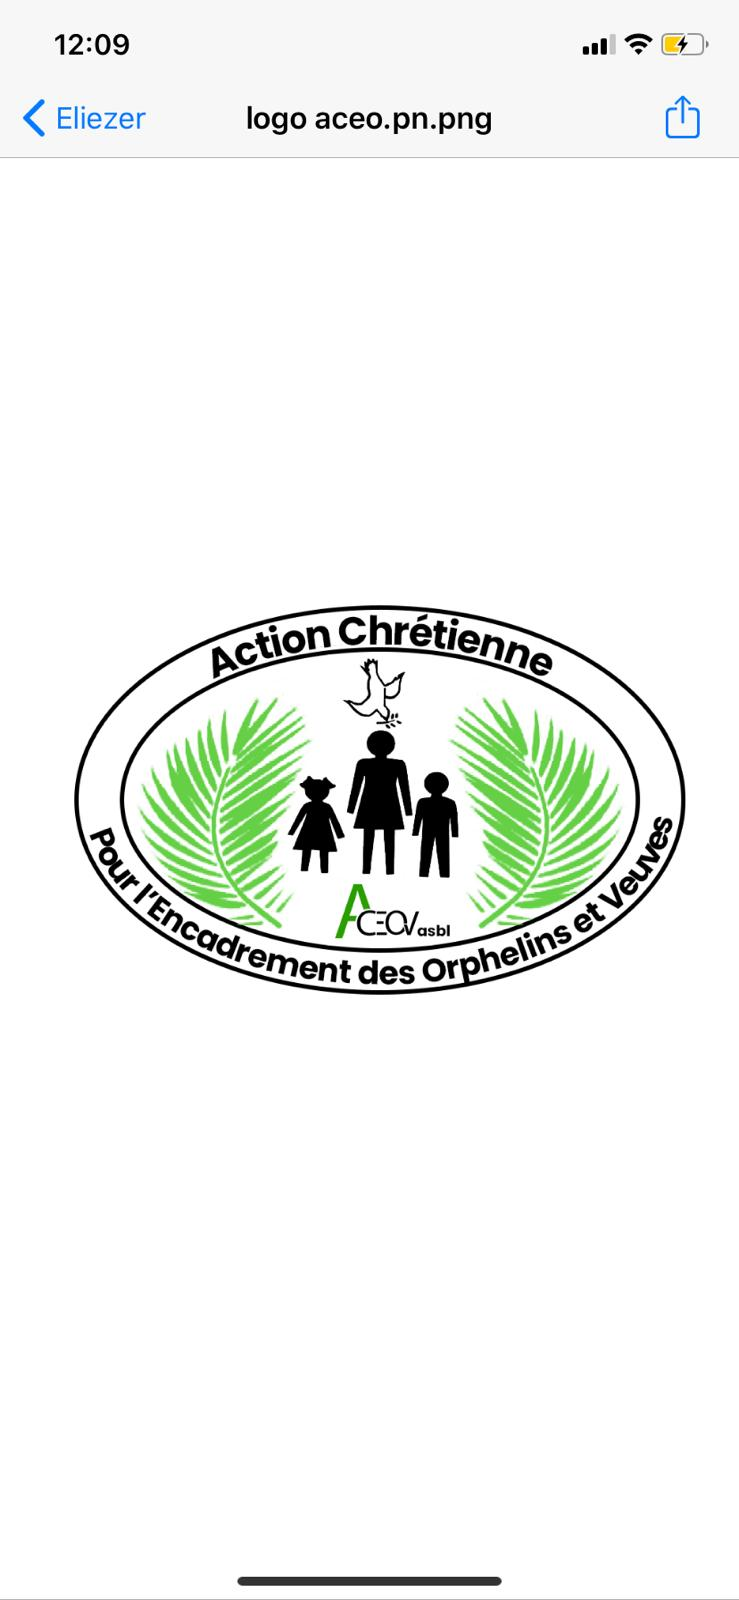 12:09
Eliezer
logo aceo.pn.png
Action Chrétienne
ACEOV asbl
Pour l'Encadrement des Orphelins et Veuves